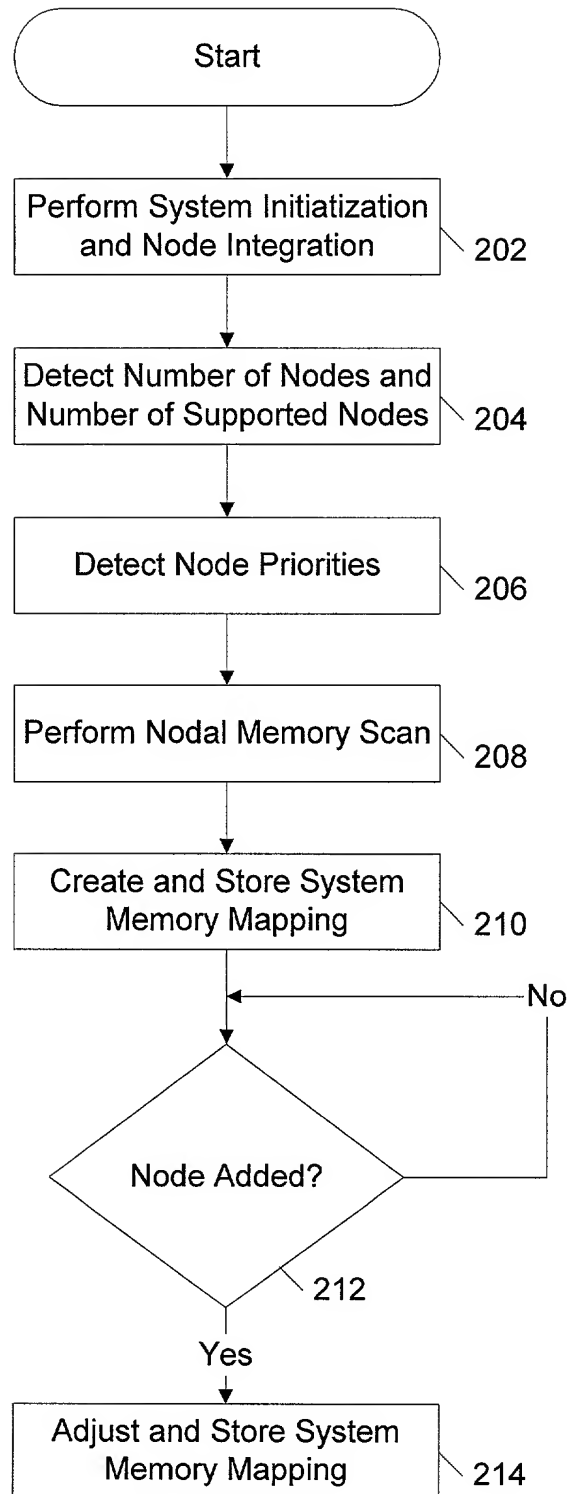 Start
Perform System Initiatization
and Node Integration
202
Detect Number of Nodes and
Number of Supported Nodes
204
Detect Node Priorities
206
Perform Nodal Memory Scan
208
Create and Store System
Memory Mapping
210
No
Node Added?
212
Yes
Adjust and Store System
Memory Mapping
214